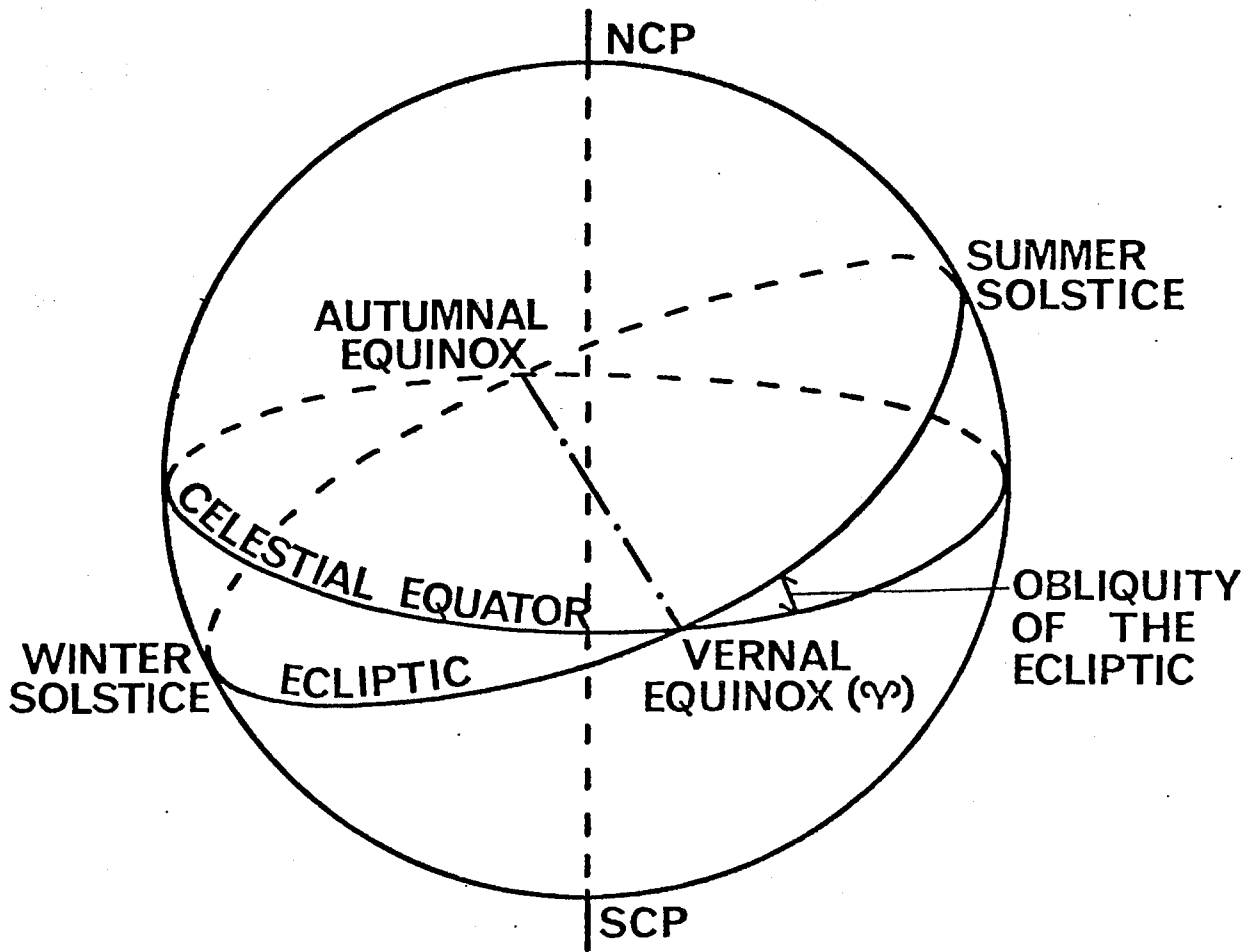 NCP
SUMMER
SOLSTICE
AUTUMNAL
EQUINOX
CELESTIAL EQUATOR
OBLIQUITY
OF THE
ECLIPTIC
WINTER
SOLSTICE
ECLIPTIC
VERNAL
EQUINOX (♈)
SCP